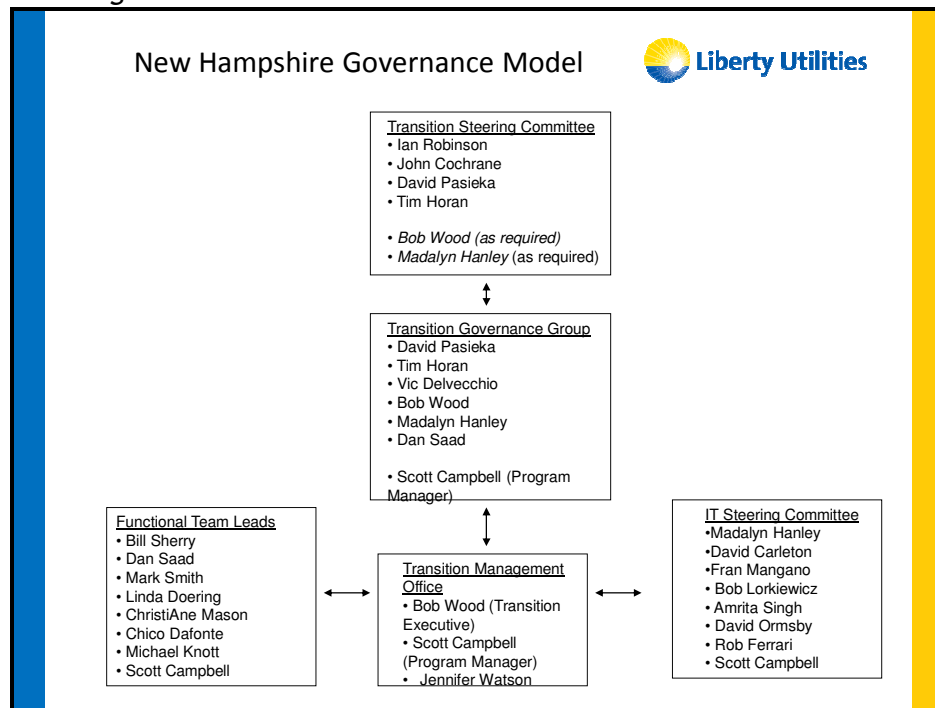 New Hampshire Governance Model
Liberty Utilities
Transition Steering Committee
• Ian Robinson
• John Cochrane
• David Pasieka
• Tim Horan
• Bob Wood (as required)
• Madalyn Hanley (as required)
Transition Governance Group
• David Pasieka
• Tim Horan
• Vic Delvecchio
• Bob Wood
• Madalyn Hanley
• Dan Saad
• Scott Campbell (Program
Manager)
Functional Team Leads
• Bill Sherry
• Dan Saad
• Mark Smith
• Linda Doering
• ChristiAne Mason
• Chico Dafonte
• Michael Knott
• Scott Campbell
Transition Management
Office
• Bob Wood (Transition
Executive)
• Scott Campbell
(Program Manager)
• Jennifer Watson
IT Steering Committee
•Madalyn Hanley
•David Carleton
•Fran Mangano
• Bob Lorkiewicz
• Amrita Singh
• David Ormsby
• Rob Ferrari
• Scott Campbell